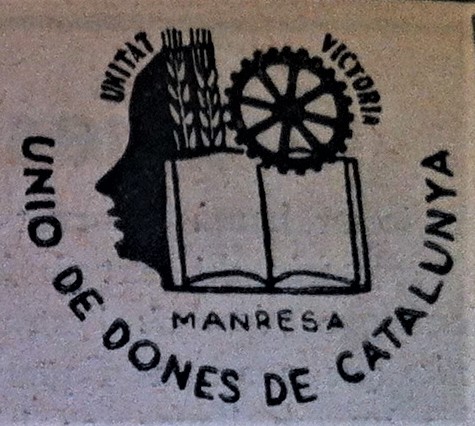 UNITAT
VICTORIA
MANRESA
UNIO DE DONES DE CATALUNYA